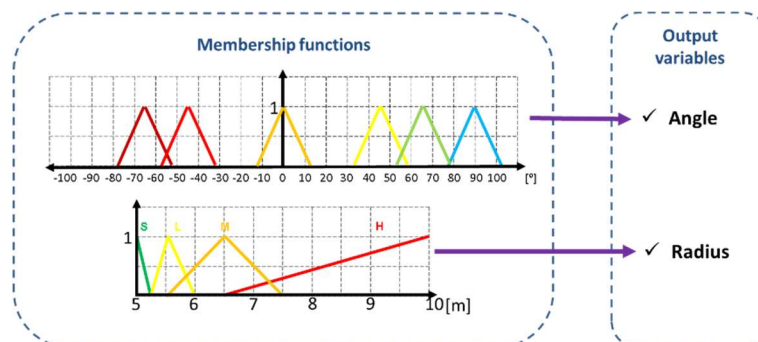 Membership functions
Output
variables
1
-100 -90 -80 -70 -60 -50 -40 -30 -20 -10 0 10 20 30 40 50 60 70 80 90 100 [º]
✓ Angle
S L M H
1
5 6 7 8 9 10 [m]
✓ Radius